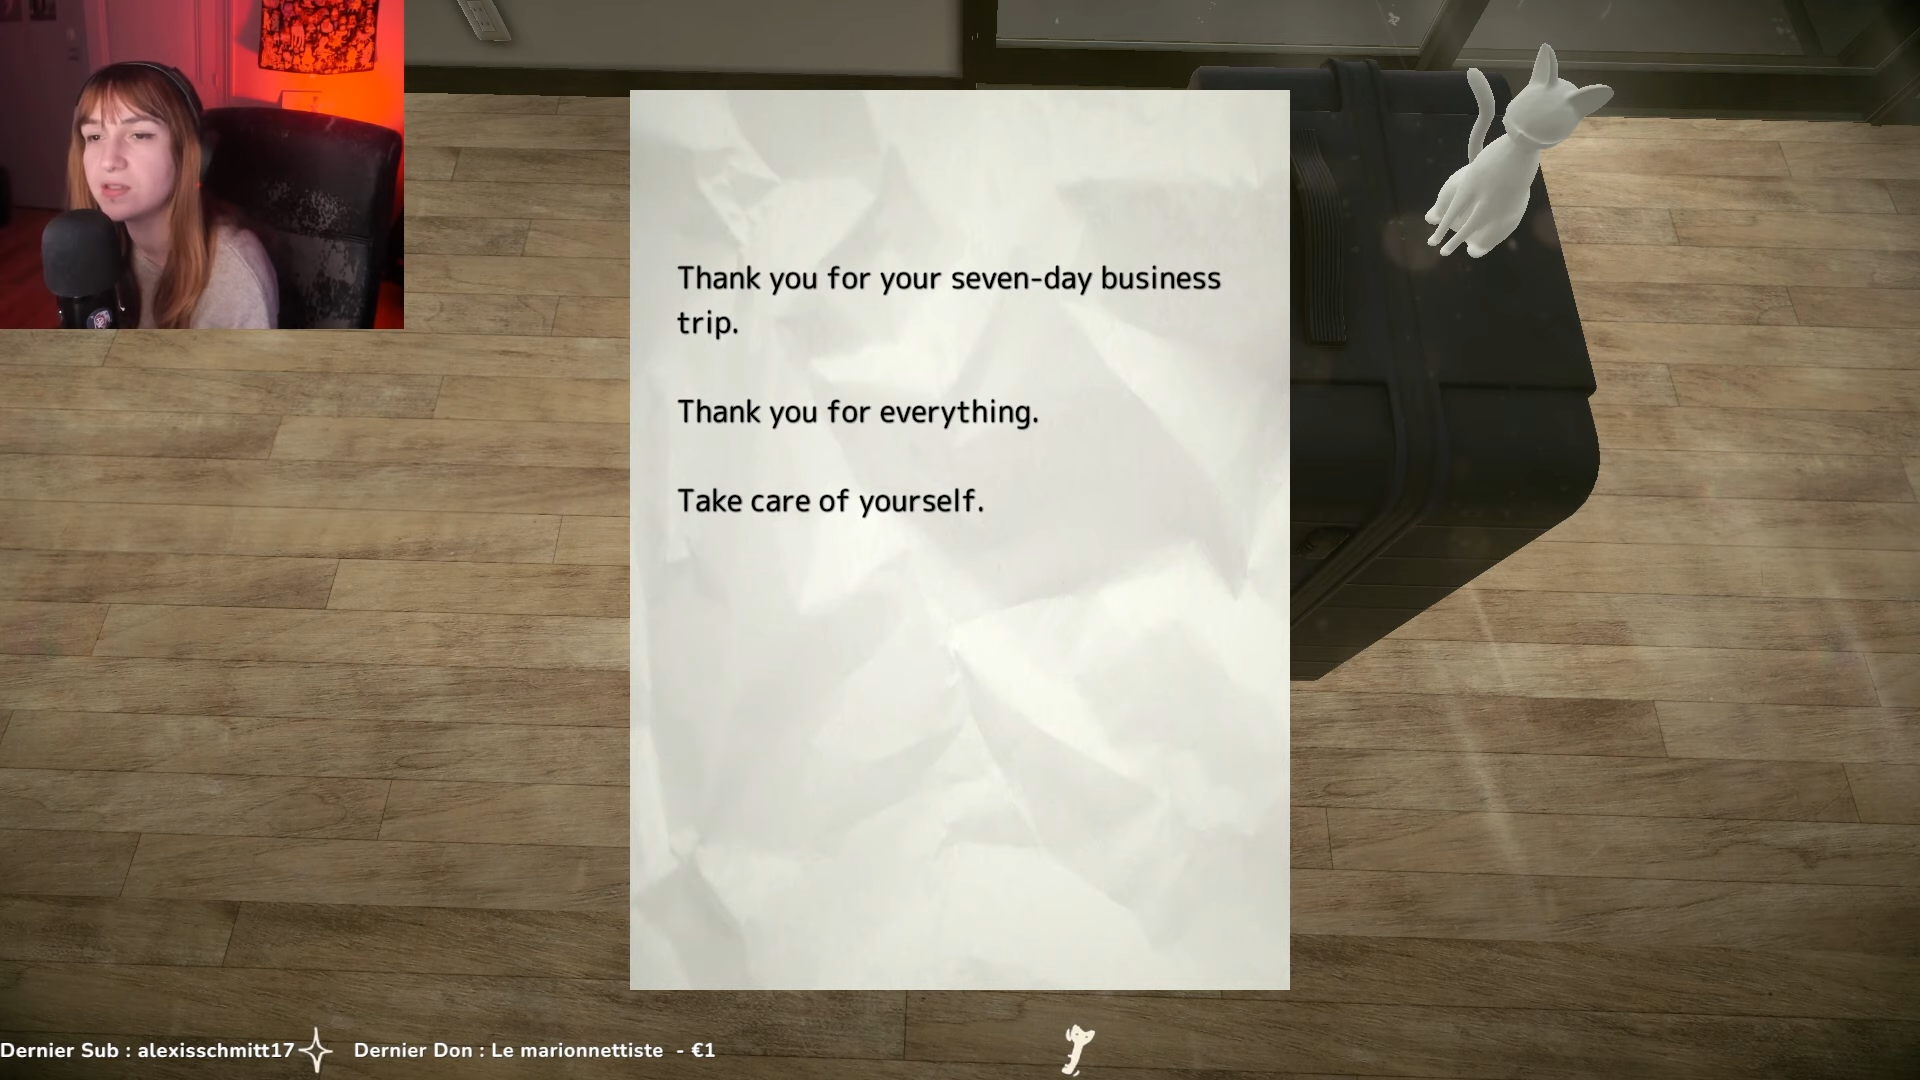 Thank you for your seven-day business
trip.
Thank you for everything.
Take care of yourself.
Dernier Sub : alexisschmitt17
Dernier Don : Le marionnettiste - €1